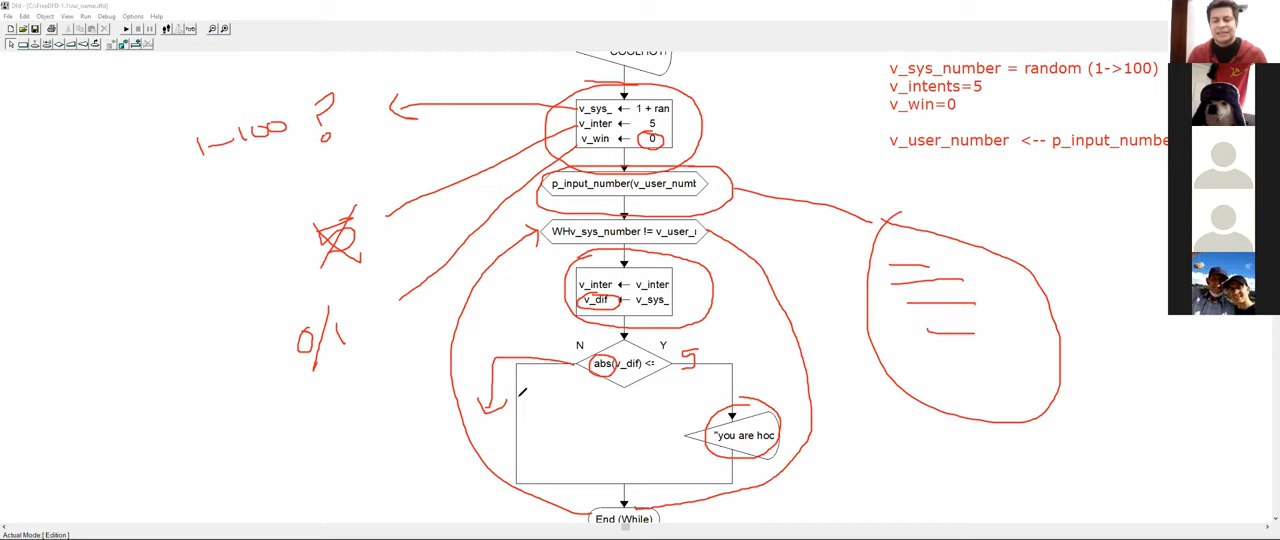 Dfd - [C:\FreeDFD-1.1\no_name.dfd]
File Edit Object View Run Debug Options Help
COOLHOT!
v_sys_ ← 1 + ran
v_inter ← 5
v_win ← 0
p_input_number(v_user_numb
WHv_sys_number != v_user_
v_inter ← v_inter
v_dif ← v_sys_
N Y
abs(v_dif) <= 5
"you are hoc
End (While)
1-100 ?
0/1
v_sys_number = random (1->100)
v_intents=5
v_win=0
v_user_number <-- p_input_numbe
Actual Mode:[ Edition ]